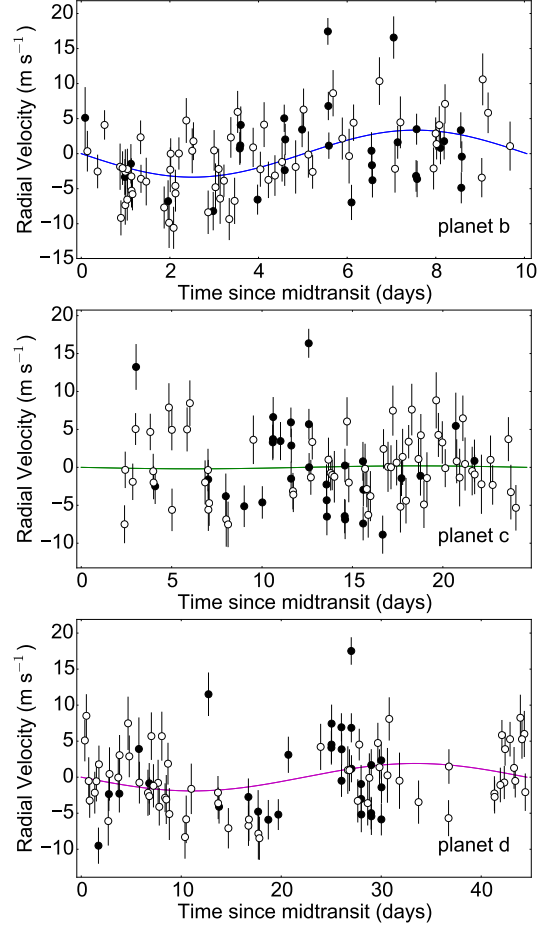 20
15
10
5
0
−5
−10
−15
Radial Velocity (m s⁻¹)
planet b
0 2 4 6 8 10
Time since midtransit (days)
20
15
10
5
0
−5
−10
Radial Velocity (m s⁻¹)
planet c
0 5 10 15 20
Time since midtransit (days)
20
15
10
5
0
−5
−10
Radial Velocity (m s⁻¹)
planet d
0 10 20 30 40
Time since midtransit (days)